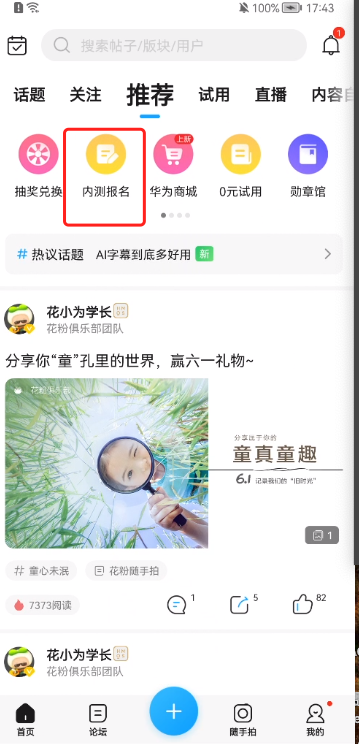 100% 17:43
搜索帖子/版块/用户
1
话题 关注 推荐 试用 直播 内容自
上新
抽奖兑换 内测报名 华为商城 0元试用 勋章馆
# 热议话题 AI字幕到底多好用 新
花小为学长
花粉俱乐部团队
分享你“童”孔里的世界，赢六一礼物~
花粉俱乐部
分享出于你的
童真童趣
6.1 记录我们的“旧时光”
1
# 童心未泯 花粉随手拍
7373阅读 1 5 82
花小为学长
花粉俱乐部团队
首页 论坛 随手拍 我的